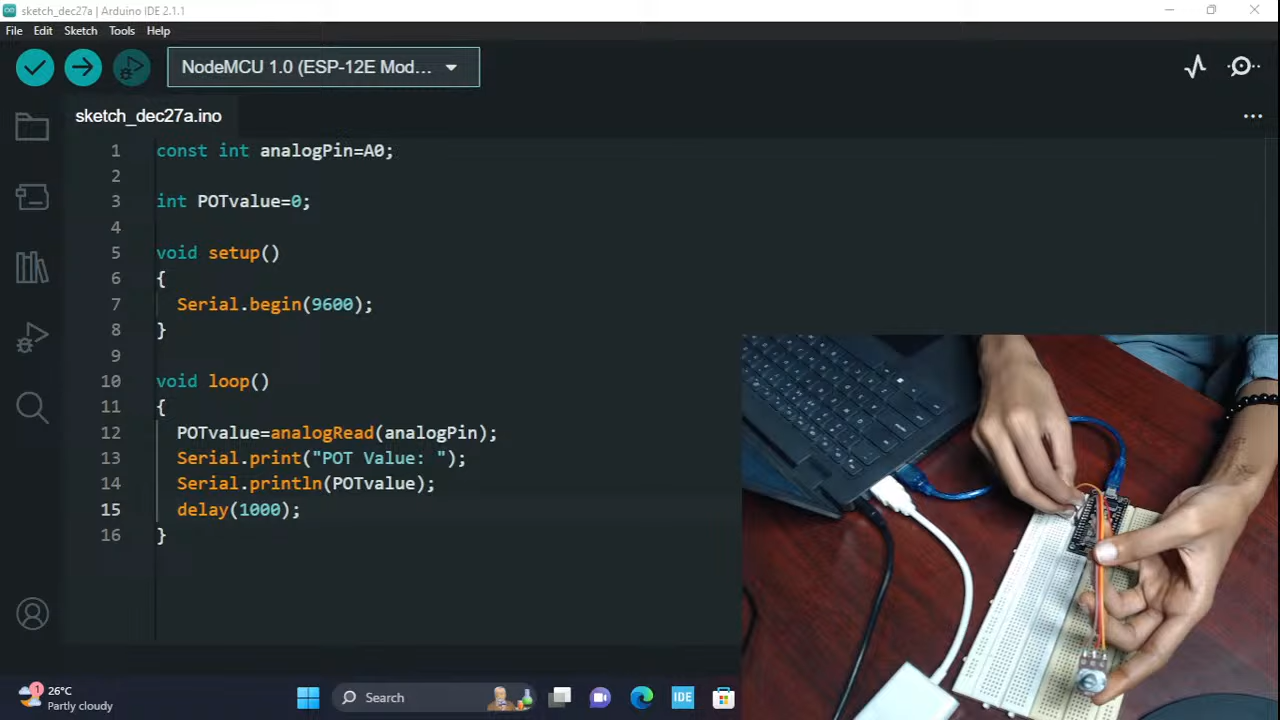 sketch_dec27a | Arduino IDE 2.1.1
File Edit Sketch Tools Help
NodeMCU 1.0 (ESP-12E Mod...
sketch_dec27a.ino
1 const int analogPin=A0;
2
3 int POTvalue=0;
4
5 void setup()
6 {
7 Serial.begin(9600);
8 }
9
10 void loop()
11 {
12 POTvalue=analogRead(analogPin);
13 Serial.print("POT Value: ");
14 Serial.println(POTvalue);
15 delay(1000);
16 }
1
26°C
Partly cloudy
Search
IDE